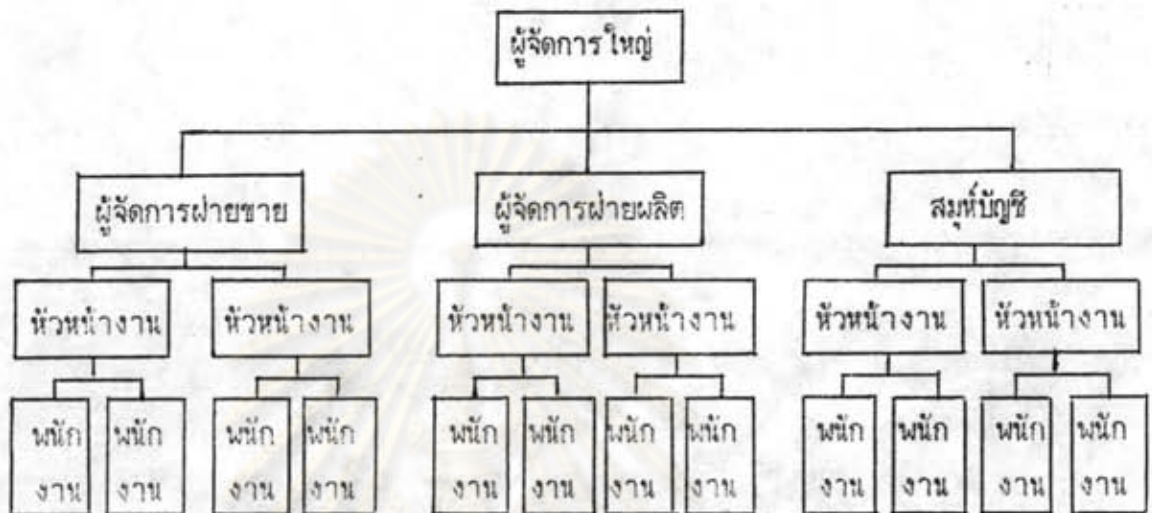 ผู้จัดการใหญ่
ผู้จัดการฝ่ายขาย ผู้จัดการฝ่ายผลิต สมุห์บัญชี
หัวหน้างาน หัวหน้างาน หัวหน้างาน หัวหน้างาน หัวหน้างาน หัวหน้างาน
พนัก พนัก พนัก พนัก พนัก พนัก พนัก พนัก พนัก พนัก พนัก พนัก
งาน งาน งาน งาน งาน งาน งาน งาน งาน งาน งาน งาน